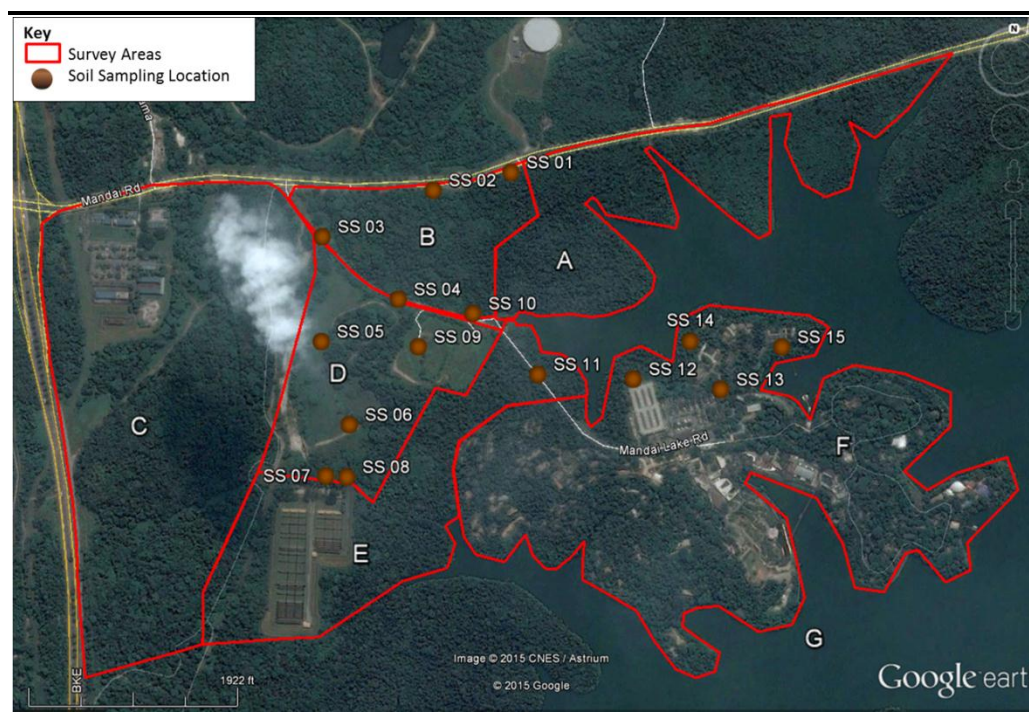 Key
Survey Areas
Soil Sampling Location
N
Mandai Rd
SS 01
SS 02
SS 03
B
A
SS 04
SS 10
SS 05
SS 09
SS 14
SS 15
D
SS 11
SS 12
SS 13
C
SS 06
Mandai Lake Rd
F
SS 07
SS 08
E
G
Image © 2015 CNES / Astrium
© 2015 Google
1922 ft
BKE
Google eart